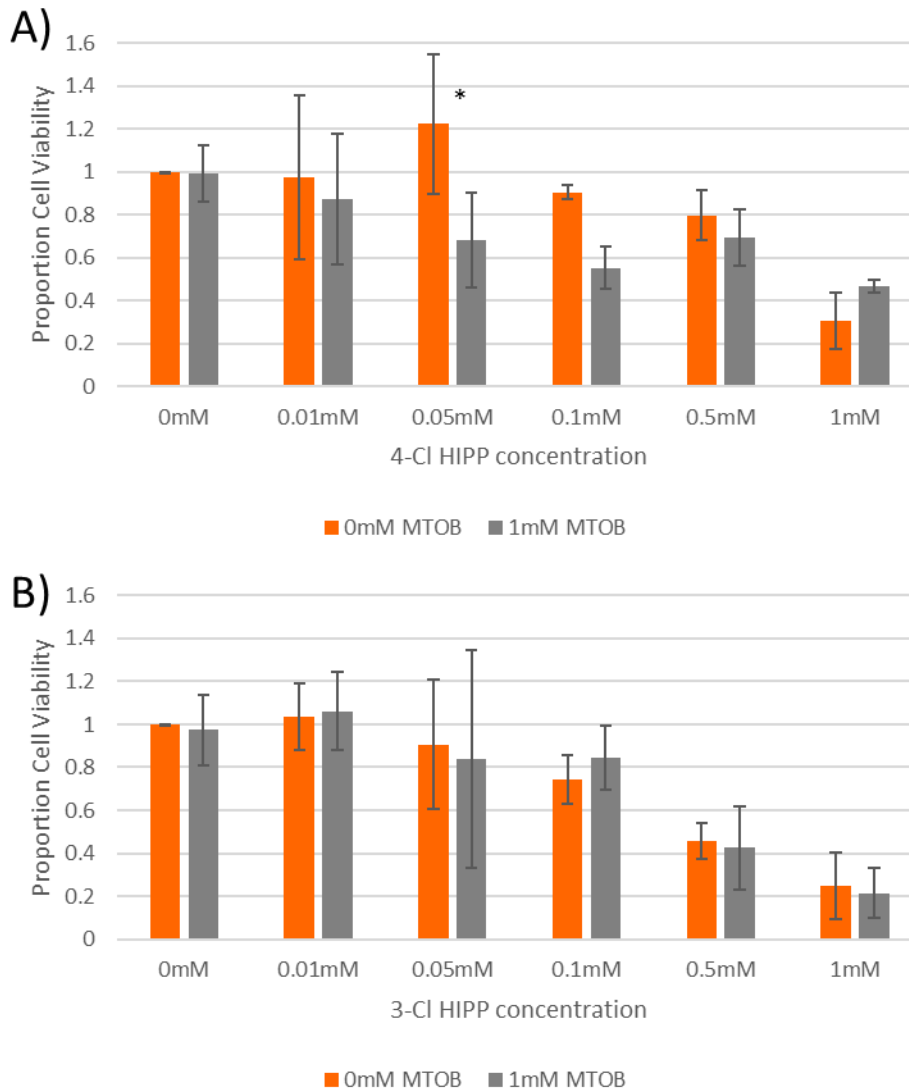 A)
1.6
1.4
1.2
1
0.8
0.6
0.4
0.2
0
Proportion Cell Viability
*
0mM 0.01mM 0.05mM 0.1mM 0.5mM 1mM
4-Cl HIPP concentration
0mM MTOB 1mM MTOB
B)
1.6
1.4
1.2
1
0.8
0.6
0.4
0.2
0
Proportion Cell Viability
0mM 0.01mM 0.05mM 0.1mM 0.5mM 1mM
3-Cl HIPP concentration
0mM MTOB 1mM MTOB